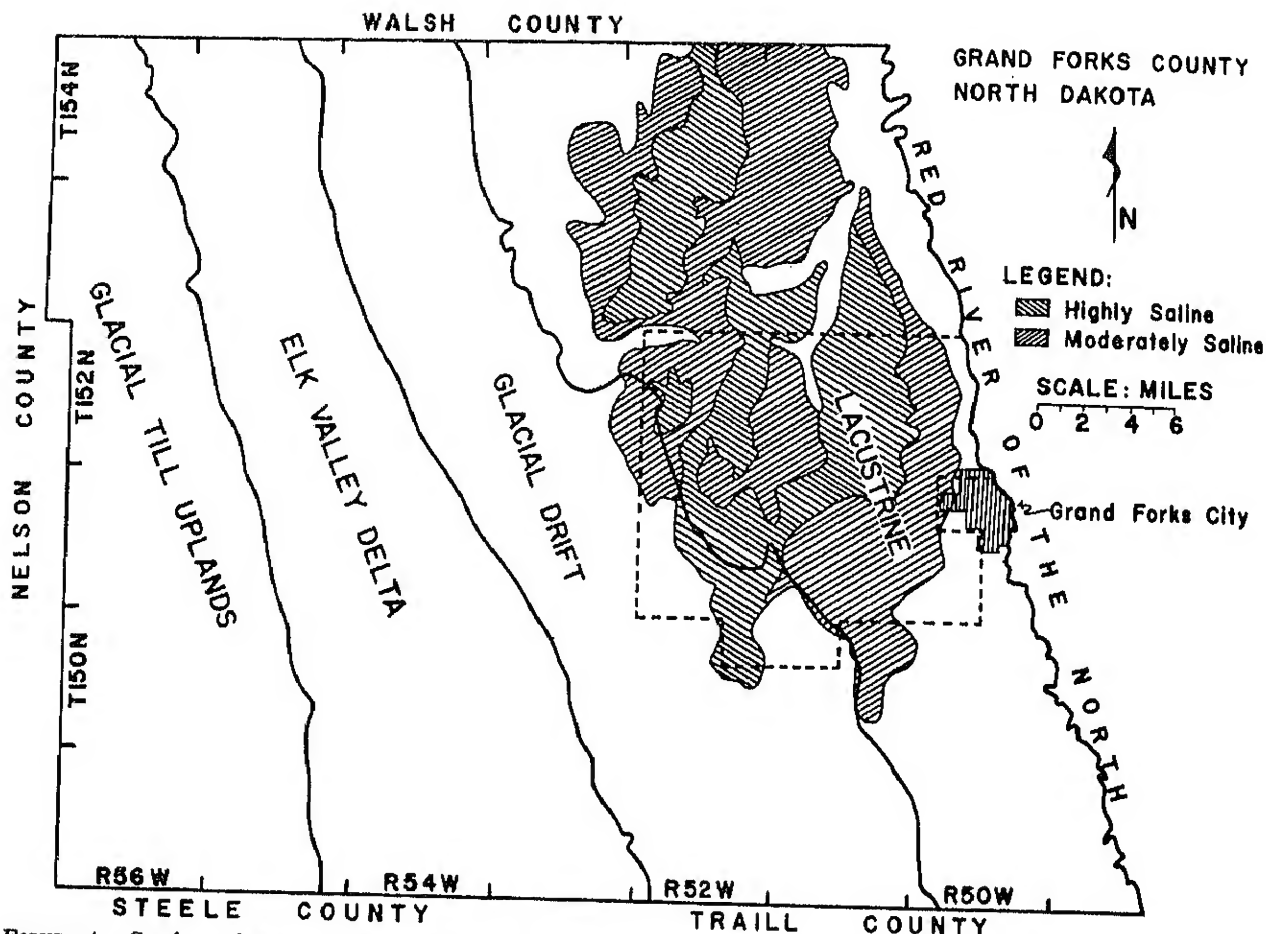 WALSH COUNTY
GRAND FORKS COUNTY
NORTH DAKOTA
T154N
N
RED RIVER OF THE NORTH
LEGEND:
Highly Saline
Moderately Saline
SCALE: MILES
0 2 4 6
NELSON COUNTY
T152N
GLACIAL TILL UPLANDS
ELK VALLEY DELTA
GLACIAL DRIFT
LACUSTRINE
Grand Forks City
T150N
R56W R54W R52W R50W
STEELE COUNTY TRAILL COUNTY